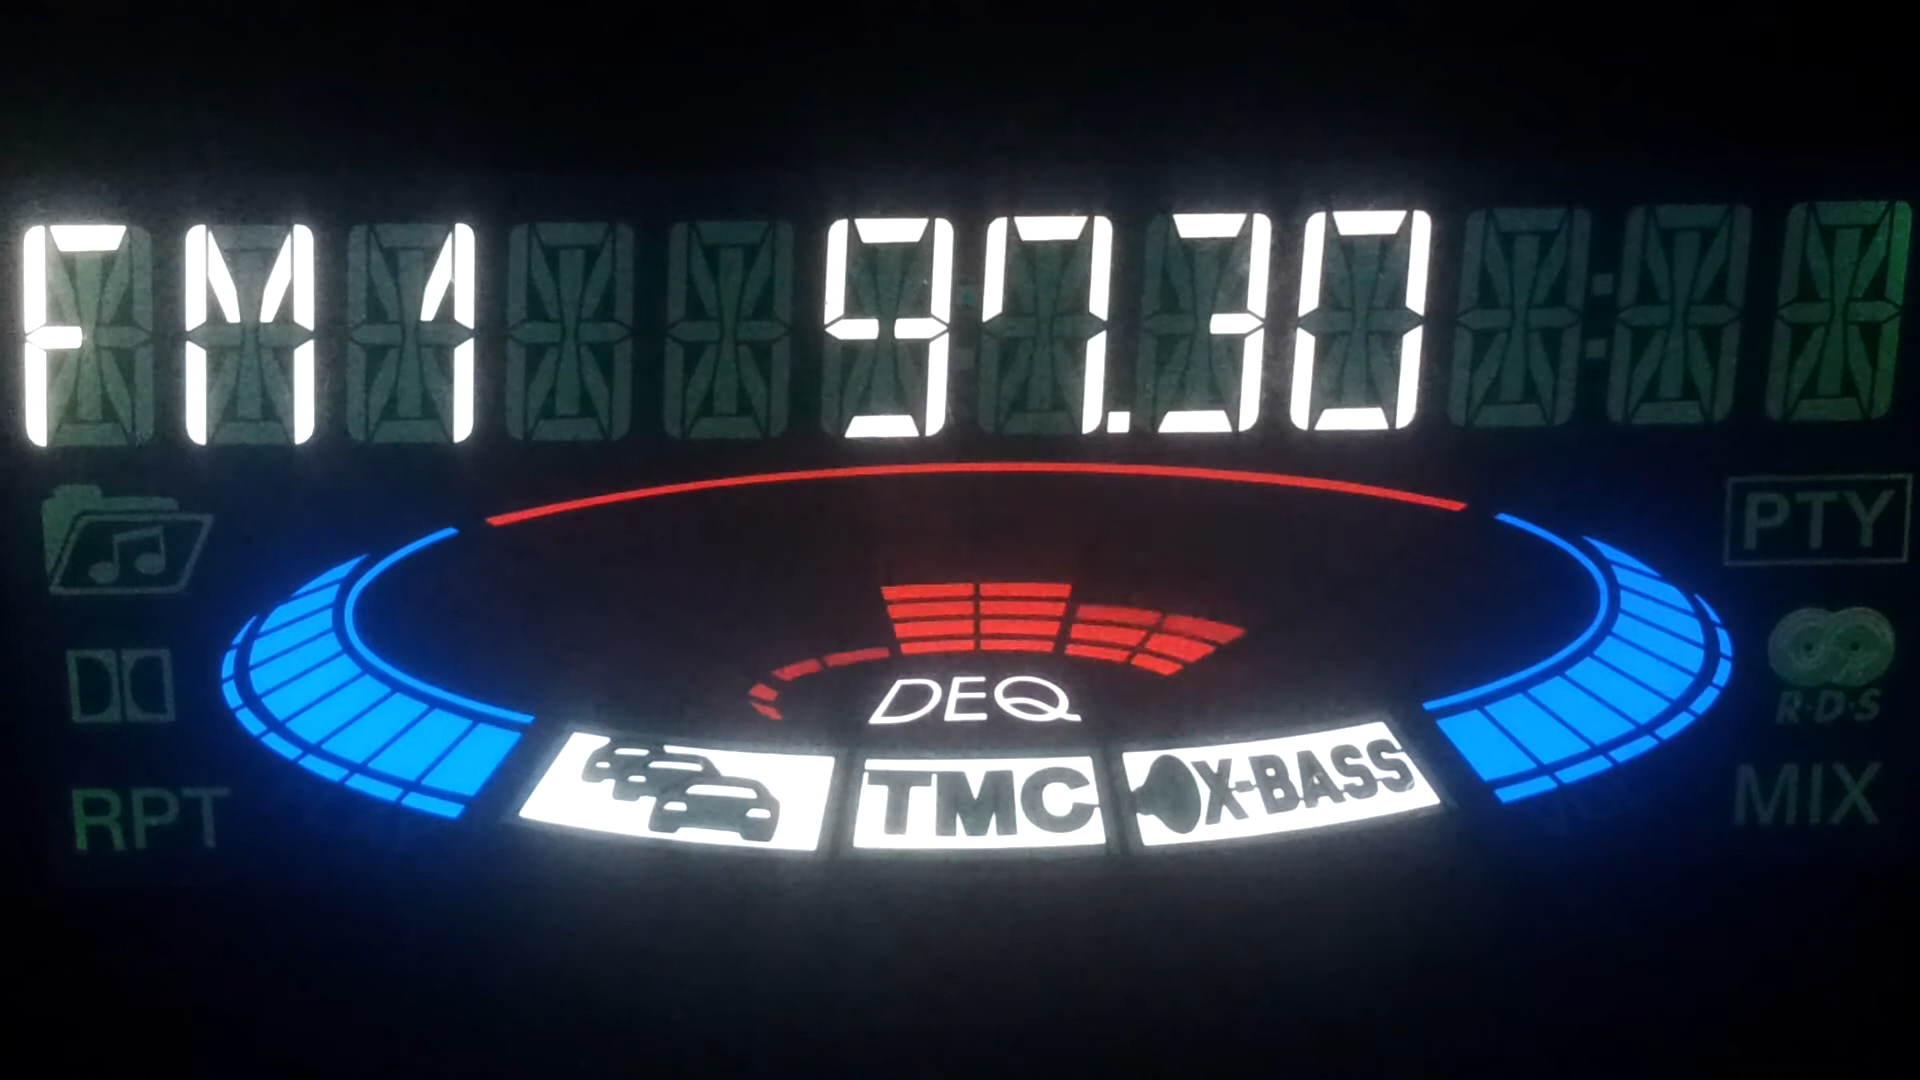 FM1 97.30
PTY
DEQ
R·D·S
TMC X-BASS
RPT MIX